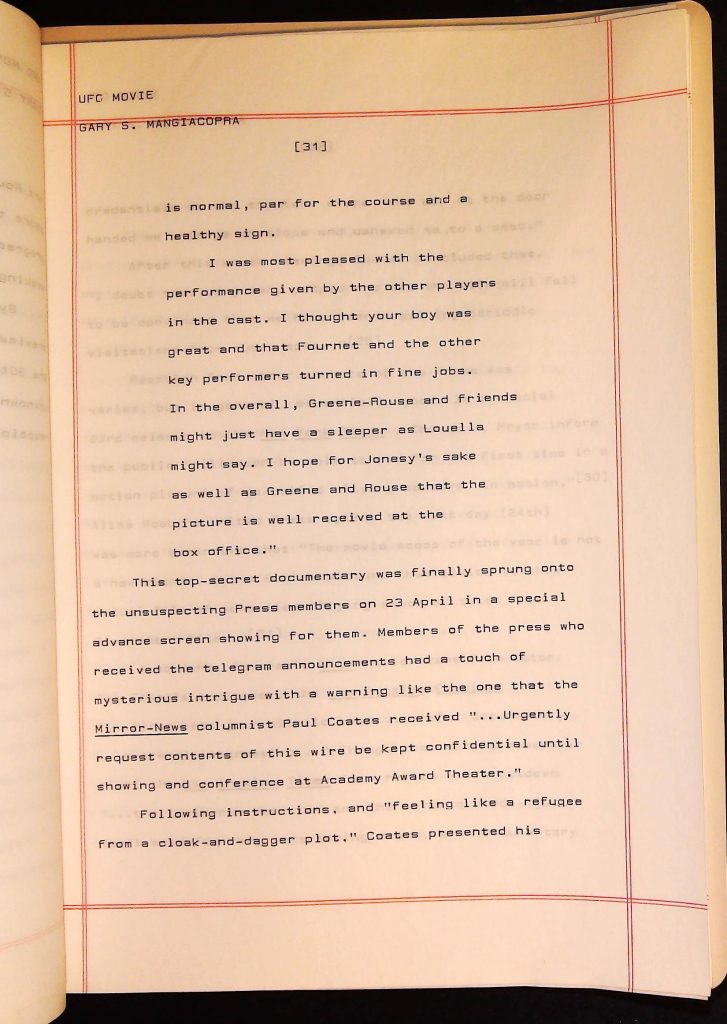 UFO MOVIE
GARY S. MANGIACOPRA
[31]
is normal, par for the course and a
healthy sign.
I was most pleased with the
performance given by the other players
in the cast. I thought your boy was
great and that Fournet and the other
key performers turned in fine jobs.
In the overall, Greene-Rouse and friends
might just have a sleeper as Louella
might say. I hope for Jonesy's sake
as well as Greene and Rouse that the
picture is well received at the
box office."
This top-secret documentary was finally sprung onto
the unsuspecting Press members on 23 April in a special
advance screen showing for them. Members of the press who
received the telegram announcements had a touch of
mysterious intrigue with a warning like the one that the
Mirror-News columnist Paul Coates received "...Urgently
request contents of this wire be kept confidential until
showing and conference at Academy Award Theater."
Following instructions, and "feeling like a refugee
from a cloak-and-dagger plot," Coates presented his